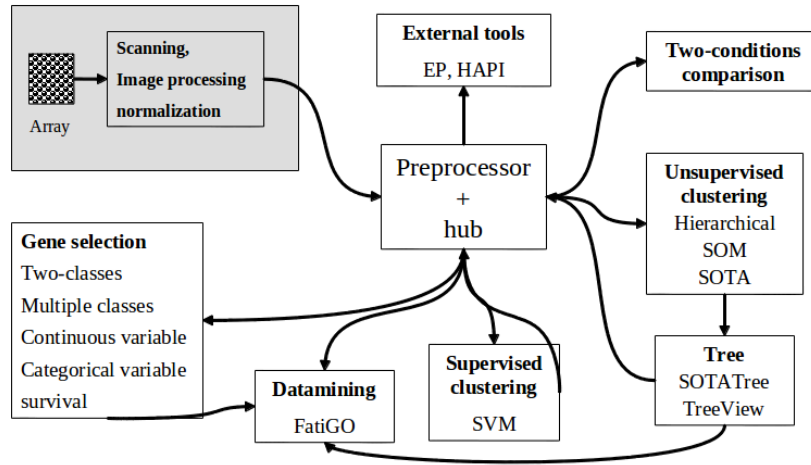 Scanning,
Image processing
normalization
Array
External tools
EP, HAPI
Two-conditions
comparison
Preprocessor
+
hub
Unsupervised
clustering
Hierarchical
SOM
SOTA
Gene selection
Two-classes
Multiple classes
Continuous variable
Categorical variable
survival
Datamining
FatiGO
Supervised
clustering
SVM
Tree
SOTATree
TreeView